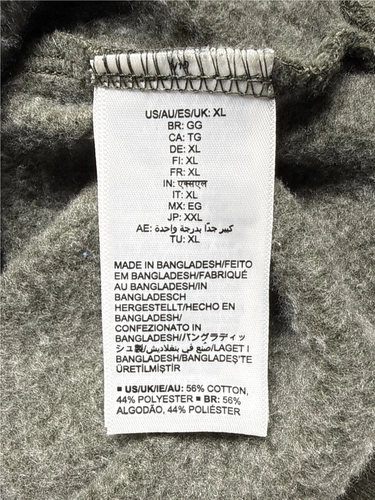 US/AU/ES/UK: XL
BR: GG
CA: TG
DE: XL
FI: XL
FR: XL
IN: एक्सएल
IT: XL
MX: EG
JP: XXL
AE: كبير جدًا بدرجة واحدة
TU: XL
MADE IN BANGLADESH/FEITO
EM BANGLADESH/FABRIQUÉ
AU BANGLADESH/IN
BANGLADESCH
HERGESTELLT/HECHO EN
BANGLADESH/
CONFEZIONATO IN
BANGLADESH/バングラディッ
シュ製/صنع في بنغلاديش/LAGET I
BANGLADESH/BANGLADEŞ'TE
ÜRETİLMİŞTİR
■ US/UK/IE/AU: 56% COTTON,
44% POLYESTER ■ BR: 56%
ALGODÃO, 44% POLIÉSTER